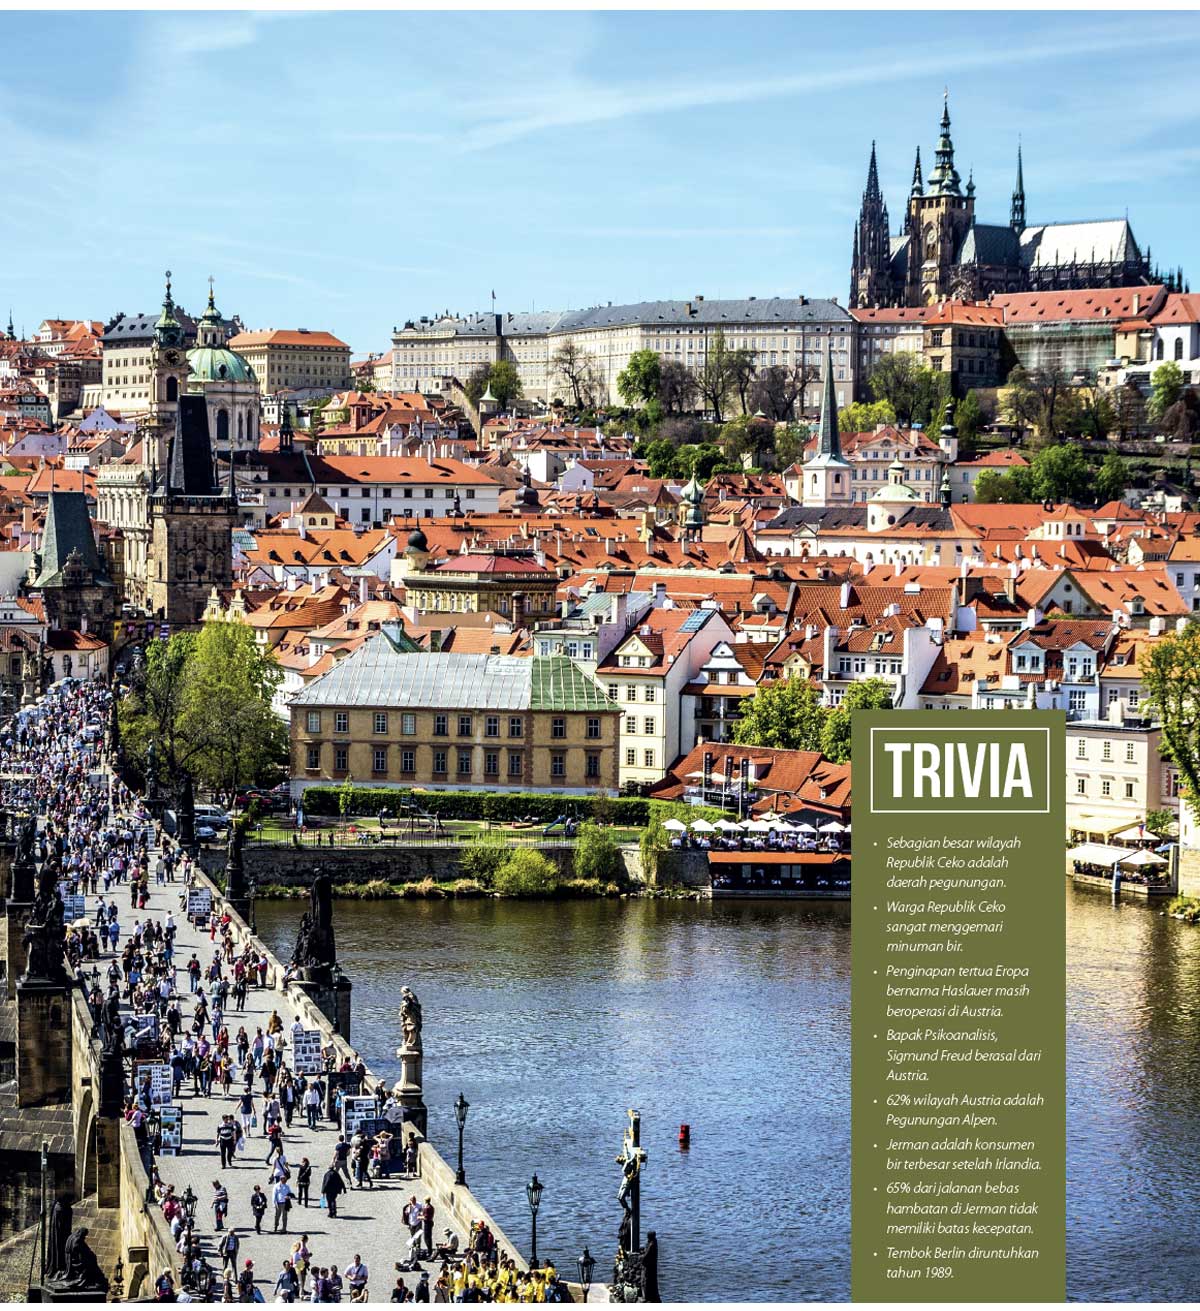 TRIVIA
• Sebagian besar wilayah
Republik Ceko adalah
daerah pegunungan.
• Warga Republik Ceko
sangat menggemari
minuman bir.
• Penginapan tertua Eropa
bernama Haslauer masih
beroperasi di Austria.
• Bapak Psikoanalisis,
Sigmund Freud berasal dari
Austria.
• 62% wilayah Austria adalah
Pegunungan Alpen.
• Jerman adalah konsumen
bir terbesar setelah Irlandia.
• 65% dari jalanan bebas
hambatan di Jerman tidak
memiliki batas kecepatan.
• Tembok Berlin diruntuhkan
tahun 1989.